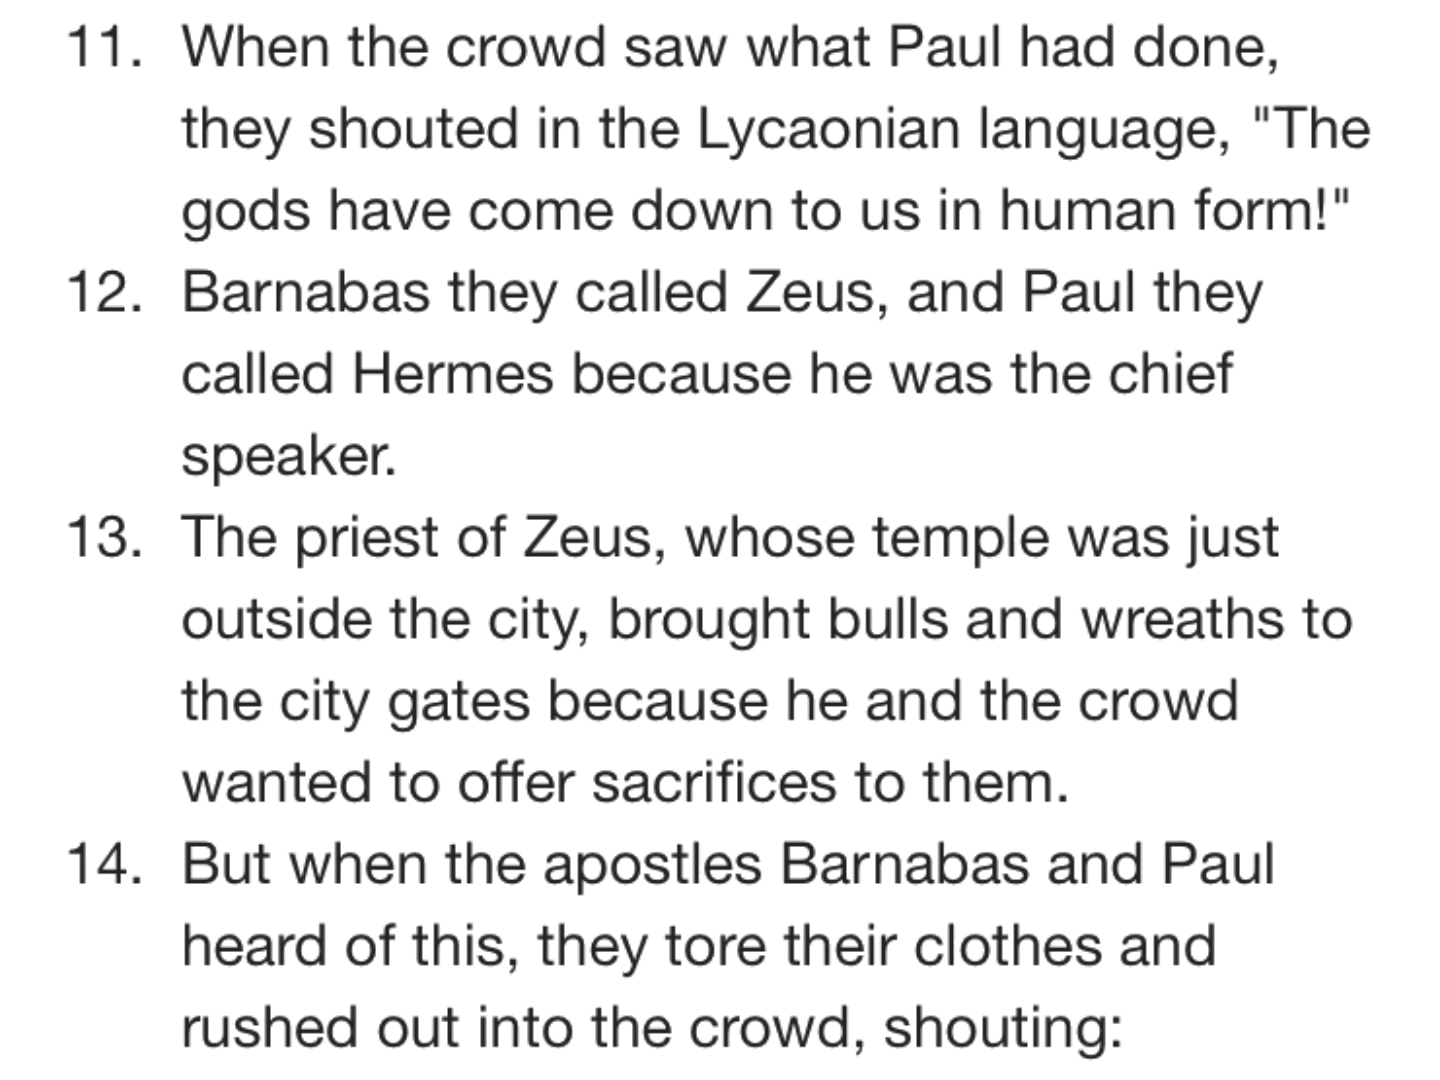 11. When the crowd saw what Paul had done,
they shouted in the Lycaonian language, "The
gods have come down to us in human form!"
12. Barnabas they called Zeus, and Paul they
called Hermes because he was the chief
speaker.
13. The priest of Zeus, whose temple was just
outside the city, brought bulls and wreaths to
the city gates because he and the crowd
wanted to offer sacrifices to them.
14. But when the apostles Barnabas and Paul
heard of this, they tore their clothes and
rushed out into the crowd, shouting: